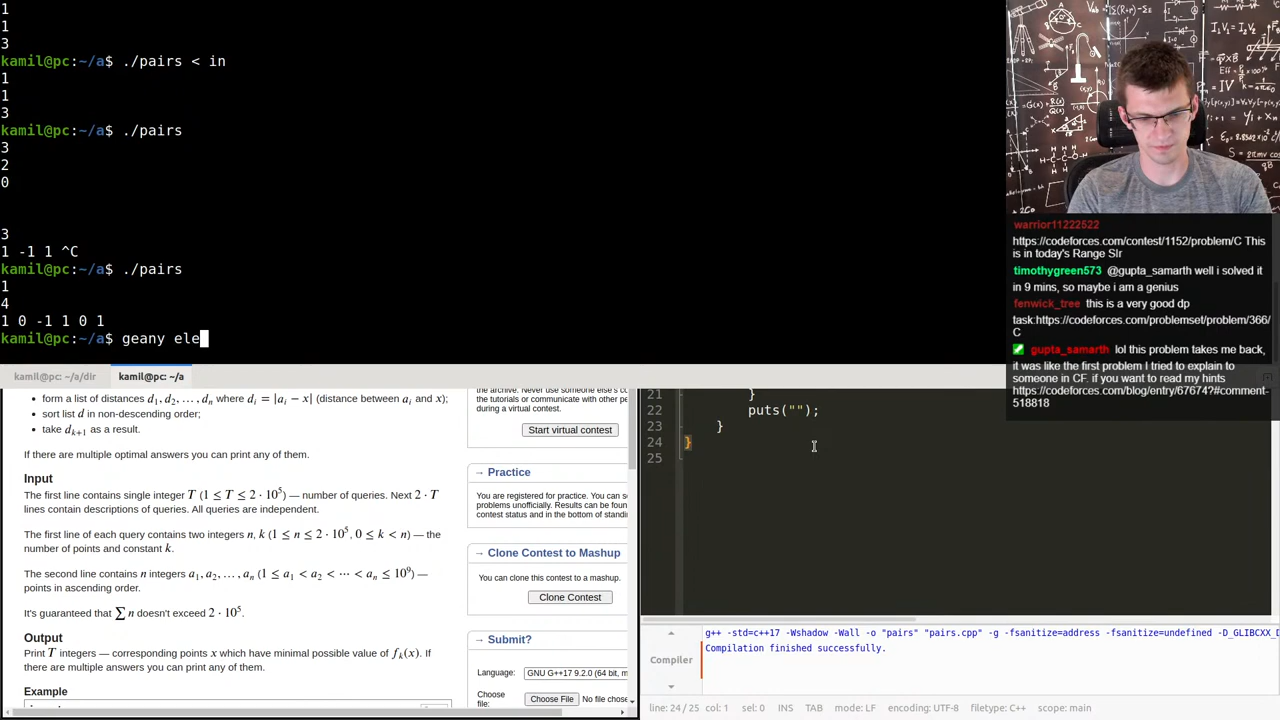 1
1
3
kamil@pc:~/a$ ./pairs < in
1
1
3
kamil@pc:~/a$ ./pairs
3
2
0
3
1 -1 1 ^C
kamil@pc:~/a$ ./pairs
1
4
1 0 -1 1 0 1
kamil@pc:~/a$ geany ele
kamil@pc: ~/a/dir
kamil@pc: ~/a
warrior11222522
https://codeforces.com/contest/1152/problem/C This
is in today's Range Slr
timothygreen573 @gupta_samarth well i solved it
in 9 mins, so maybe i am a genius
fenwick_tree this is a very good dp
task:https://codeforces.com/problemset/problem/366/
C
gupta_samarth lol this problem takes me back,
it was like the first problem I tried to explain to
someone in CF. if you want to read my hints
https://codeforces.com/blog/entry/67674?#comment-
518818
• form a list of distances d1, d2, …, dn where di = |ai − x| (distance between ai and x);
• sort list d in non-descending order;
• take dk+1 as a result.
If there are multiple optimal answers you can print any of them.
Input
The first line contains single integer T (1 ≤ T ≤ 2 · 10^5) — number of queries. Next 2 · T
lines contain descriptions of queries. All queries are independent.
The first line of each query contains two integers n, k (1 ≤ n ≤ 2 · 10^5, 0 ≤ k < n) — the
number of points and constant k.
The second line contains n integers a1, a2, …, an (1 ≤ a1 < a2 < ⋯ < an ≤ 10^9) —
points in ascending order.
It's guaranteed that ∑ n doesn't exceed 2 · 10^5.
Output
Print T integers — corresponding points x which have minimal possible value of fk(x). If
there are multiple answers you can print any of them.
Example
the archive. Never use someone else's c
the tutorials or communicate with other pe
during a virtual contest.
Start virtual contest
→ Practice
You are registered for practice. You can s
problems unofficially. Results can be foun
contest status and in the bottom of standi
→ Clone Contest to Mashup
You can clone this contest to a mashup.
Clone Contest
→ Submit?
Language: GNU G++17 9.2.0 (64 bit, m
Choose
file:
Choose File No file chose
21 }
22 puts("");
23 }
24 }
25
g++ -std=c++17 -Wshadow -Wall -o "pairs" "pairs.cpp" -g -fsanitize=address -fsanitize=undefined -D_GLIBCXX_D
Compilation finished successfully.
Compiler
line: 24 / 25 col: 1 sel: 0 INS TAB mode: LF encoding: UTF-8 filetype: C++ scope: main